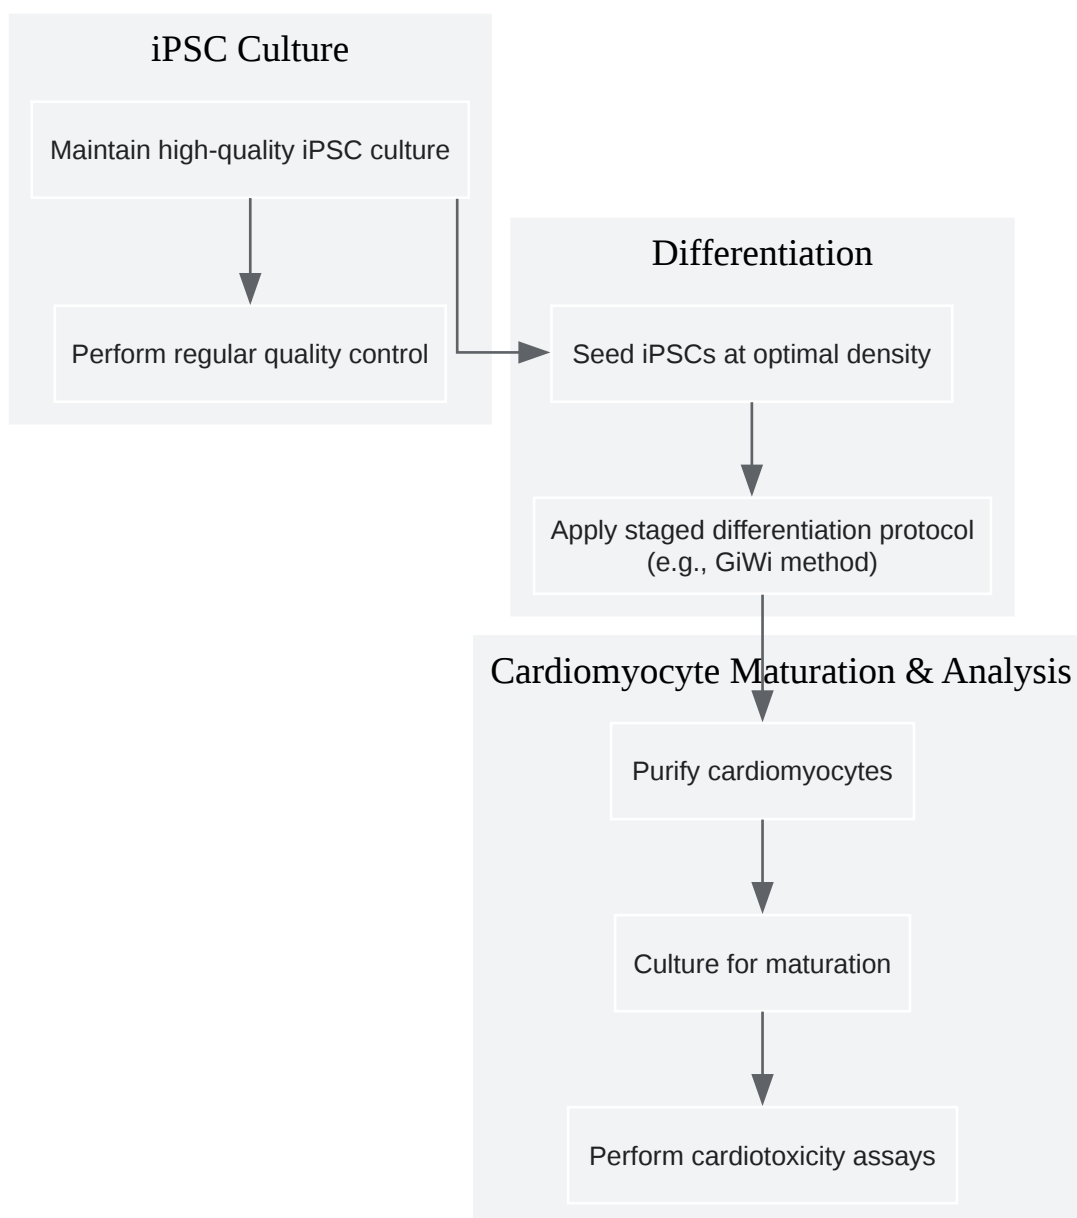 iPSC Culture
Maintain high-quality iPSC culture
Perform regular quality control
Differentiation
Seed iPSCs at optimal density
Apply staged differentiation protocol
(e.g., GiWi method)
Cardiomyocyte Maturation & Analysis
Purify cardiomyocytes
Culture for maturation
Perform cardiotoxicity assays